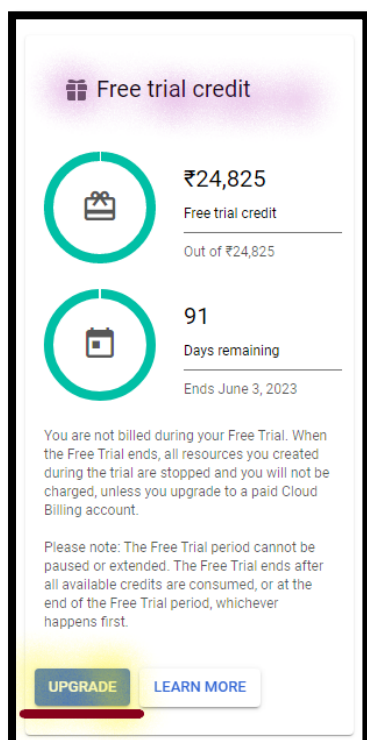 Free trial credit
₹24,825
Free trial credit
Out of ₹24,825
91
Days remaining
Ends June 3, 2023
You are not billed during your Free Trial. When
the Free Trial ends, all resources you created
during the trial are stopped and you will not be
charged, unless you upgrade to a paid Cloud
Billing account.
Please note: The Free Trial period cannot be
paused or extended. The Free Trial ends after
all available credits are consumed, or at the
end of the Free Trial period, whichever
happens first.
UPGRADE LEARN MORE